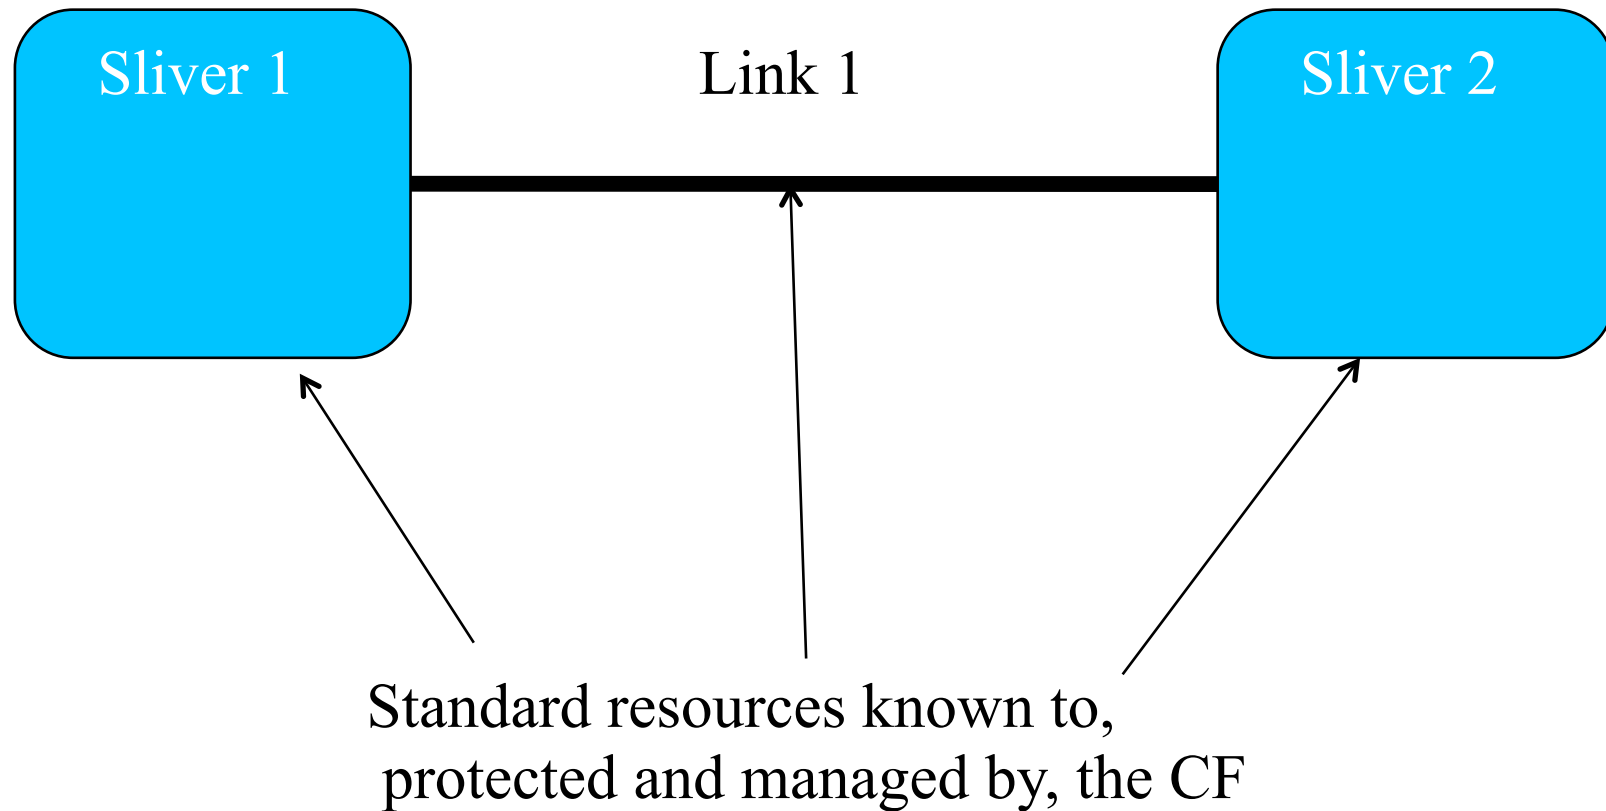 Sliver 1
Link 1
Sliver 2
Standard resources known to,
protected and managed by, the CF